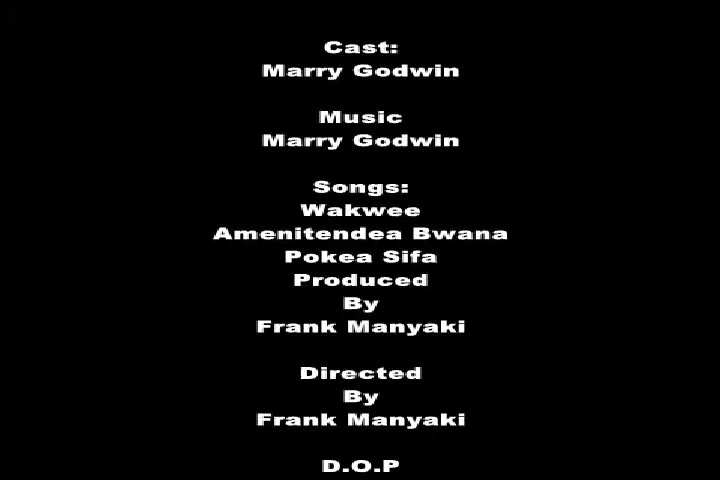 Cast:
Marry Godwin
Music
Marry Godwin
Songs:
Wakwee
Amenitendea Bwana
Pokea Sifa
Produced
By
Frank Manyaki
Directed
By
Frank Manyaki
D.O.P